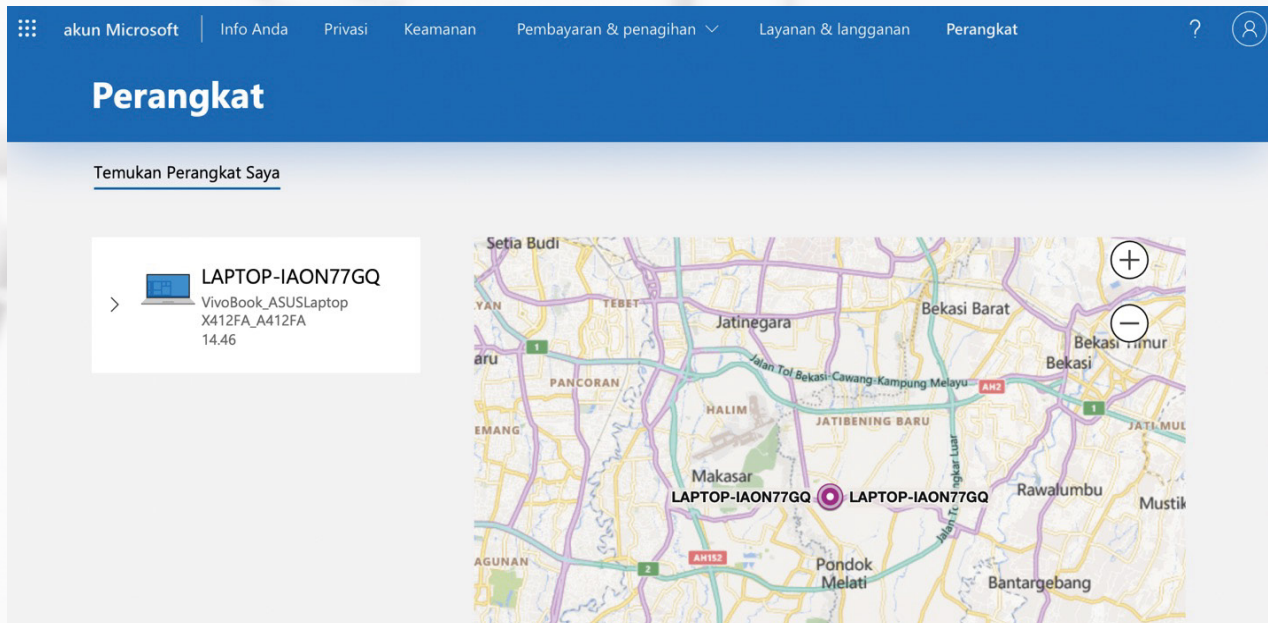 akun Microsoft
Info Anda
Privasi
Keamanan
Pembayaran & penagihan
Layanan & langganan
Perangkat
?
Perangkat
Temukan Perangkat Saya
LAPTOP-IAON77GQ
VivoBook_ASUSLaptop
X412FA_A412FA
14.46
Setia Budi
YAN
TEBET
Jatinegara
Bekasi Barat
Bekasi Timur
Bekasi
1
aru
PANCORAN
Jalan Tol Bekasi-Cawang-Kampung Melayu
AH2
1
HALIM
JATIBENING BARU
JATI MUL
EMANG
Makasar
LAPTOP-IAON77GQ
LAPTOP-IAON77GQ
Rawalumbu
Mustik
AGUNAN
AH152
2
Pondok
Melati
Bantargebang